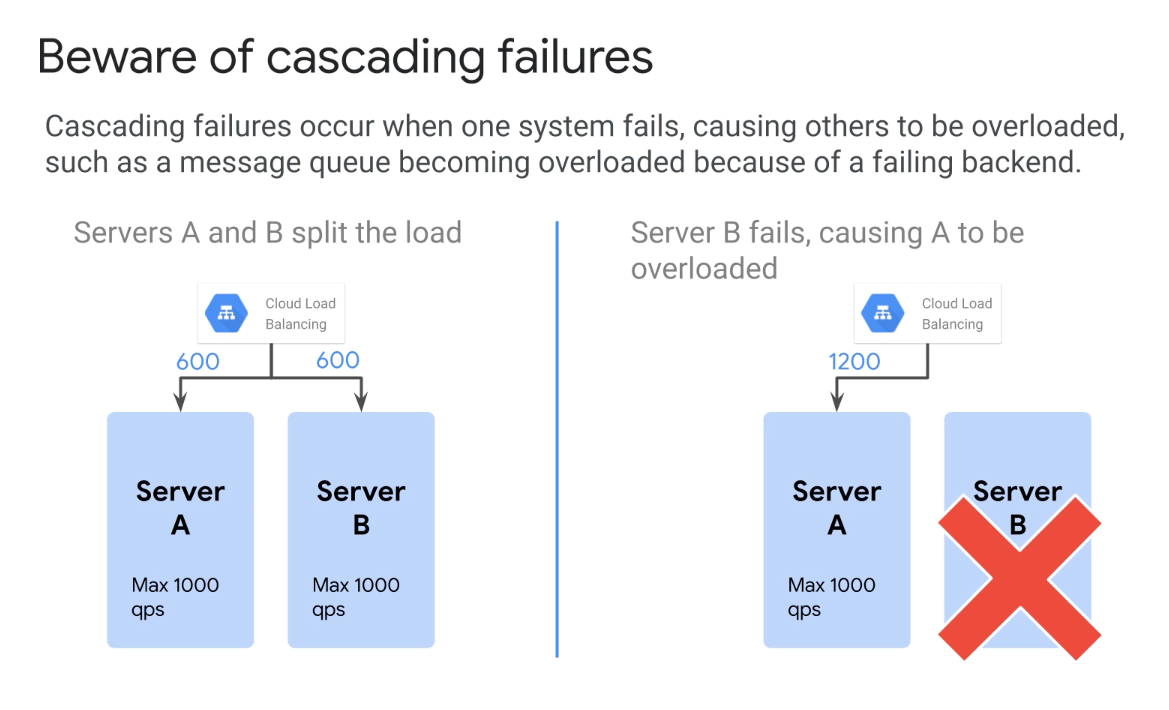 Beware of cascading failures
Cascading failures occur when one system fails, causing others to be overloaded,
such as a message queue becoming overloaded because of a failing backend.
Servers A and B split the load
Cloud Load
Balancing
600
600
Server
A
Max 1000
qps
Server
B
Max 1000
qps
Server B fails, causing A to be
overloaded
Cloud Load
Balancing
1200
Server
A
Max 1000
qps
Server
B